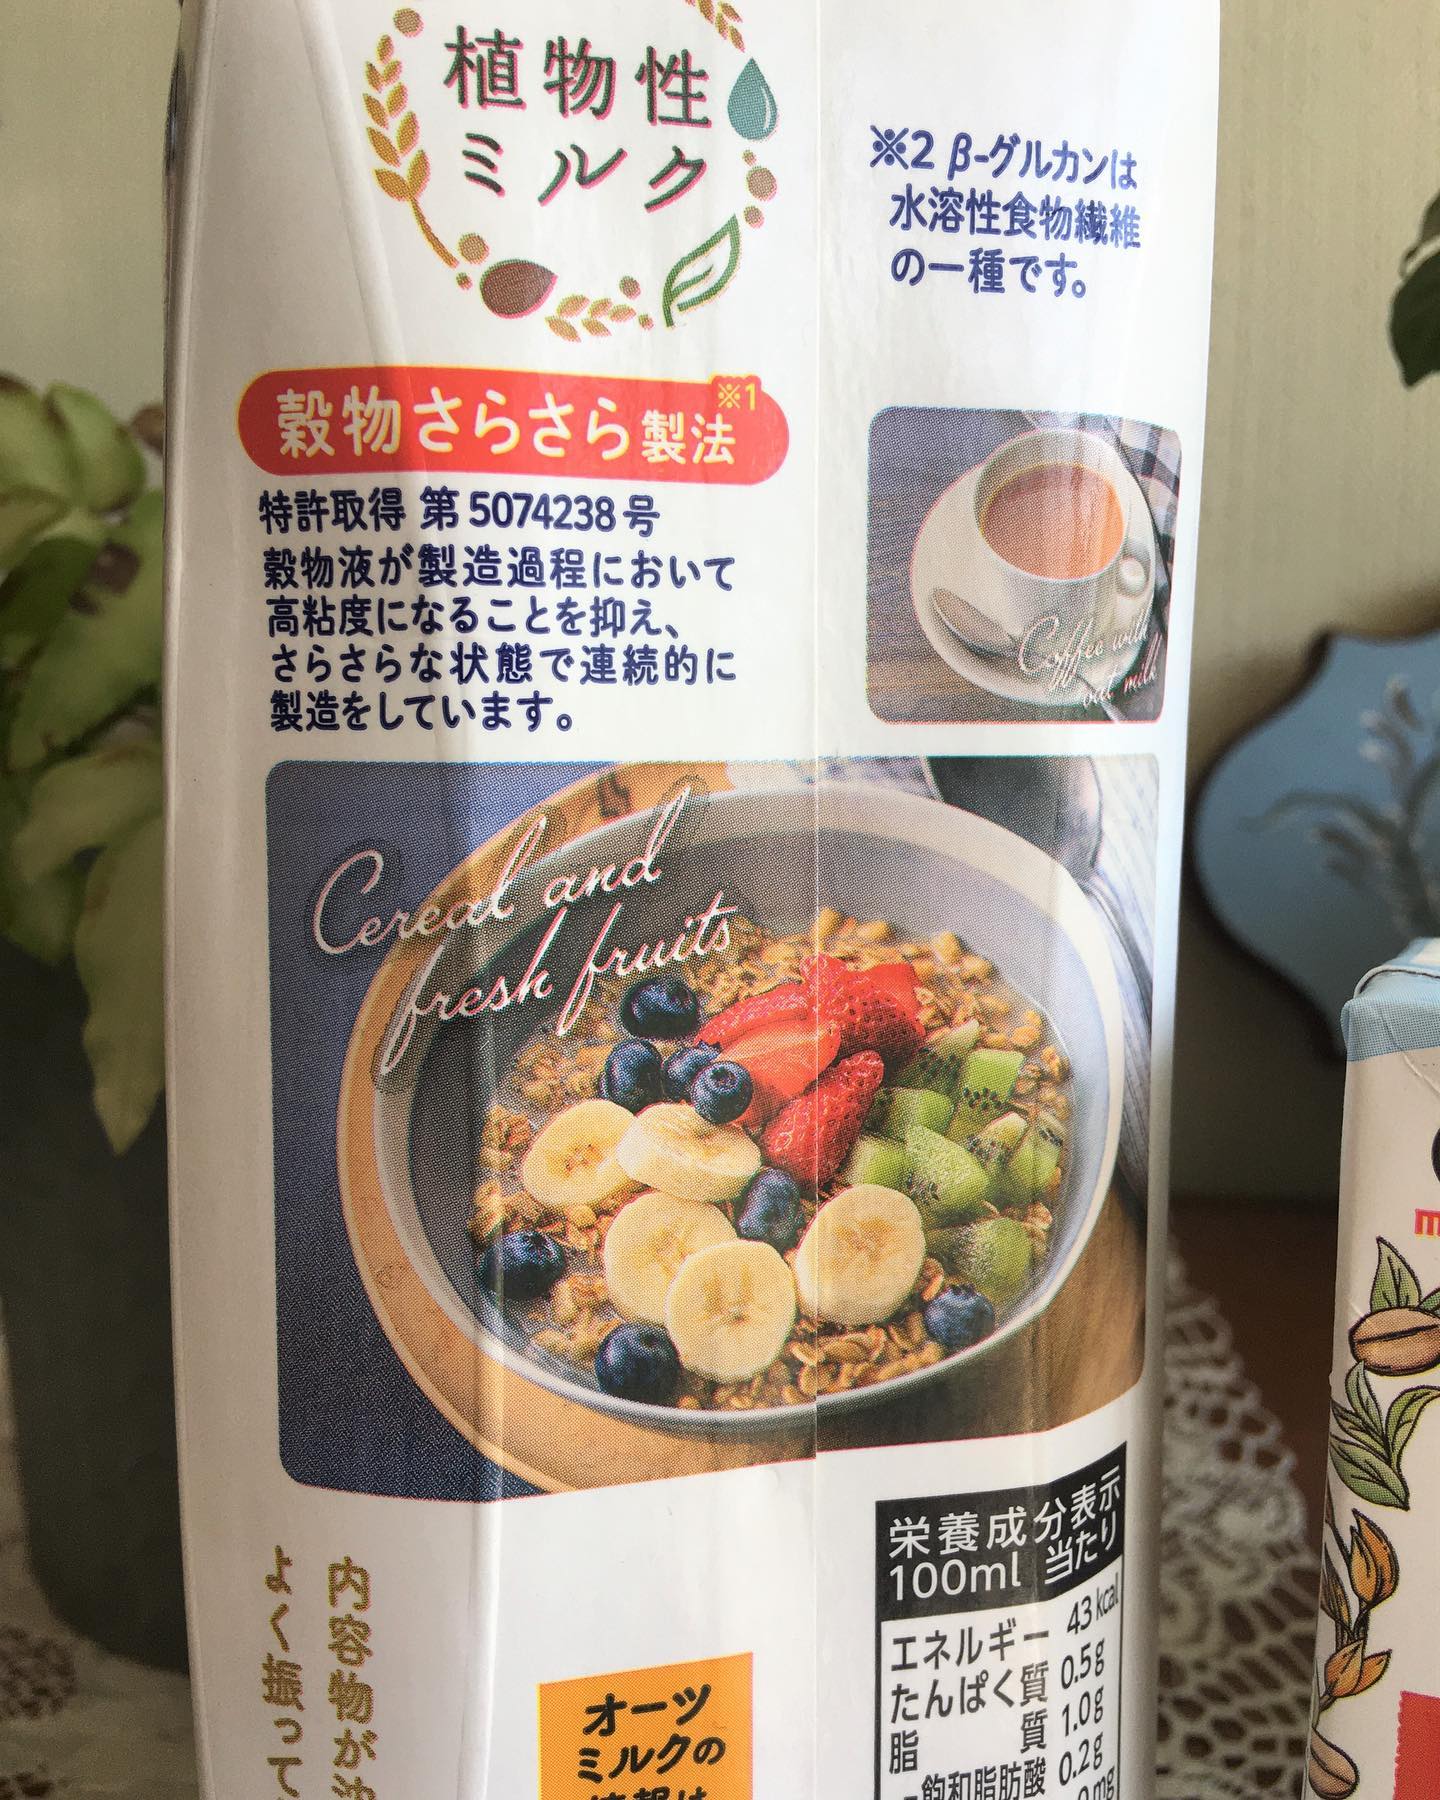 植物性
ミルク
※2 β-グルカンは
水溶性食物繊維
の一種です。
穀物さらさら製法※1
特許取得 第5074238号
穀物液が製造過程において
高粘度になることを抑え、
さらさらな状態で連続的に
製造をしています。
Coffee with
oat milk
Cereal and
fresh fruits
栄養成分表示
100ml 当たり
エネルギー 43kcal
たんぱく質 0.5g
脂質 1.0g
-飽和脂肪酸 0.2g
0mg
内容物が沈
よく振って
オーツ
ミルクの
情報は